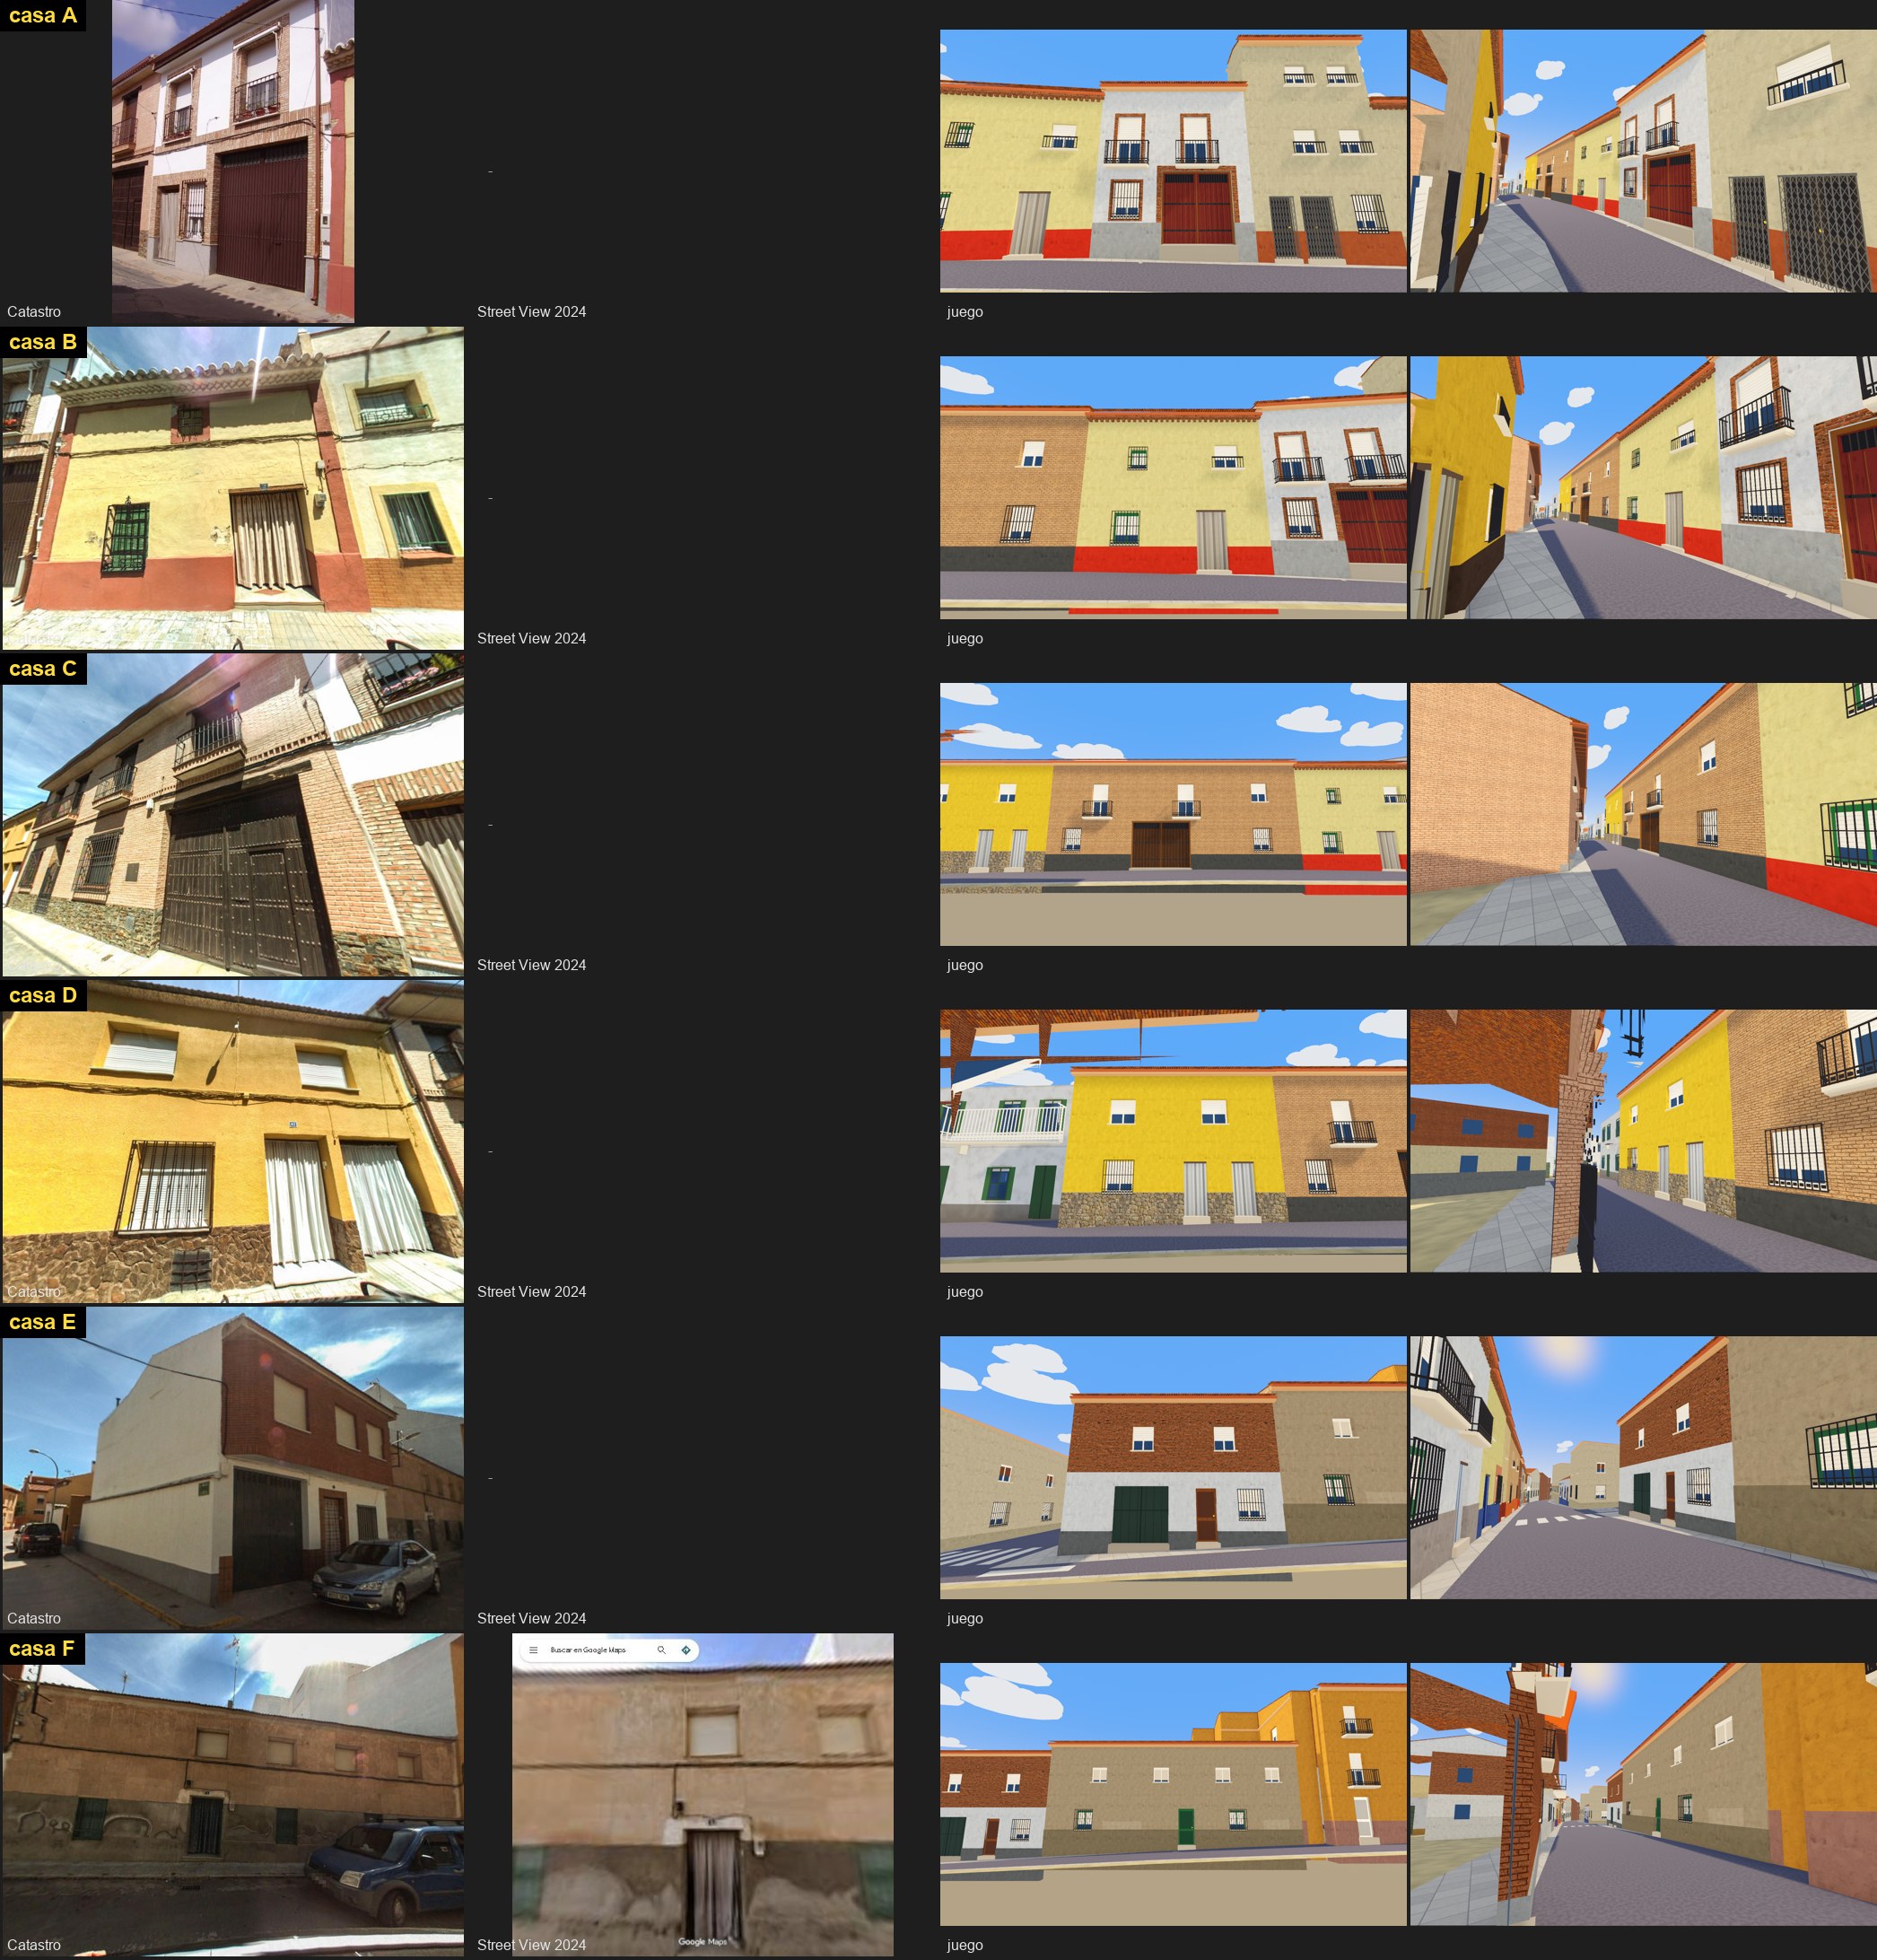 casa A
-
Catastro
Street View 2024
juego
casa B
-
Street View 2024
juego
casa C
-
Street View 2024
juego
casa D
-
Catastro
Street View 2024
juego
casa E
-
Catastro
Street View 2024
juego
casa F
Buscar en Google Maps
Google Maps
Catastro
Street View 2024
juego